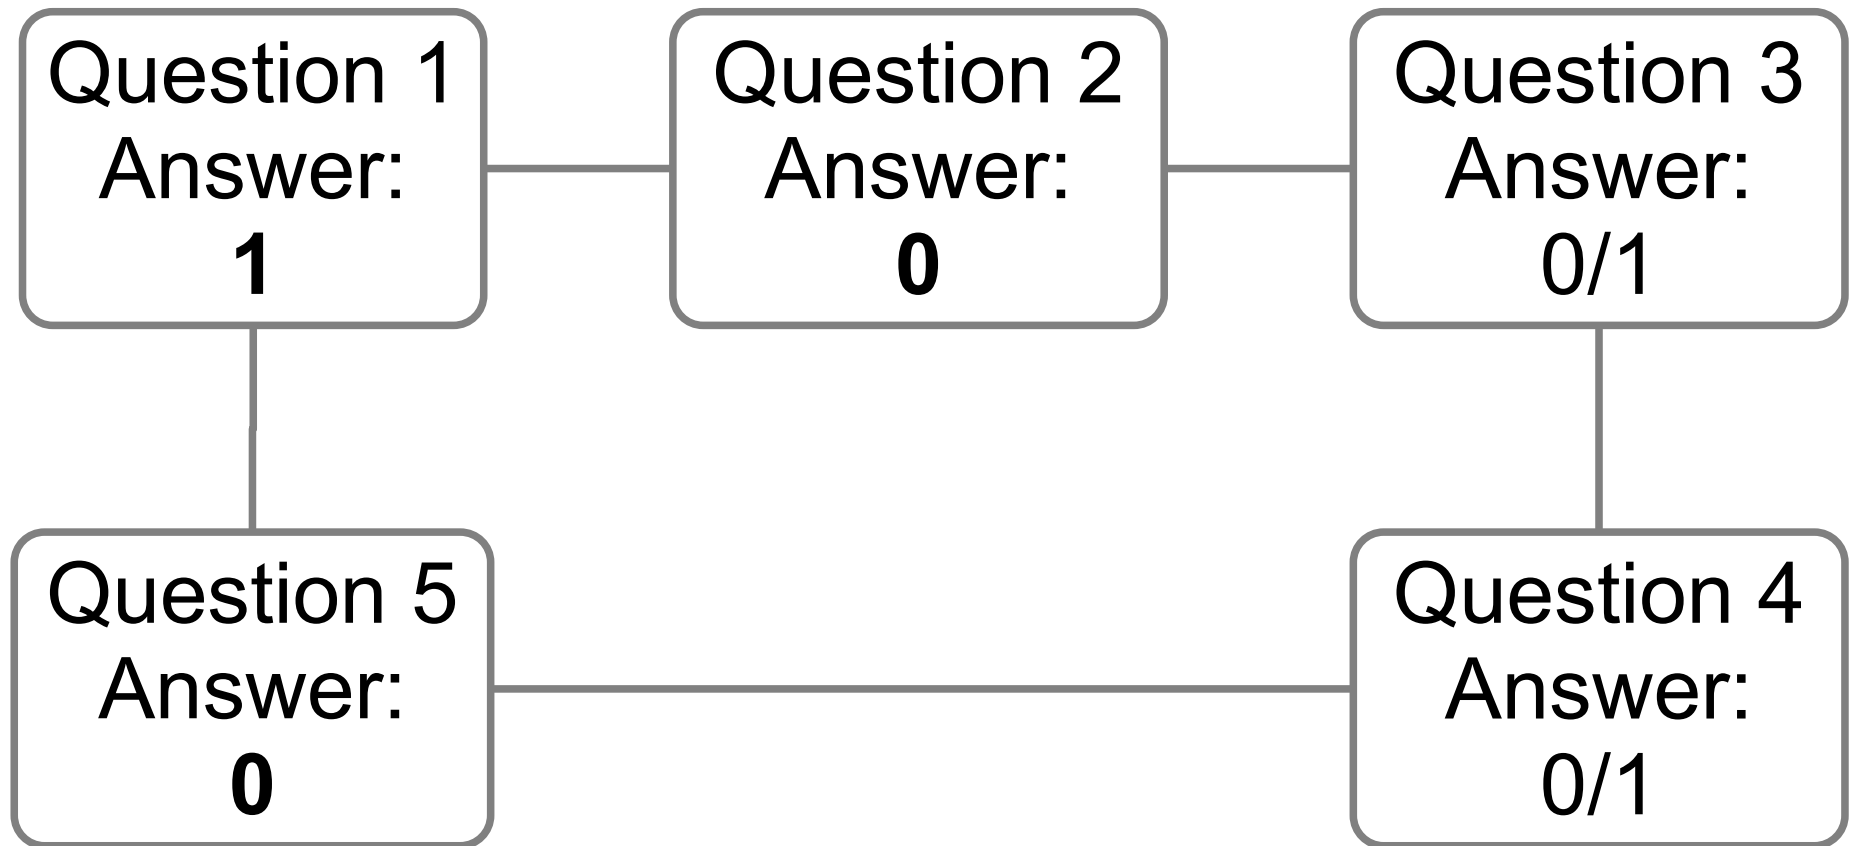 Question 1
Answer:
1
Question 2
Answer:
0
Question 3
Answer:
0/1
Question 5
Answer:
0
Question 4
Answer:
0/1